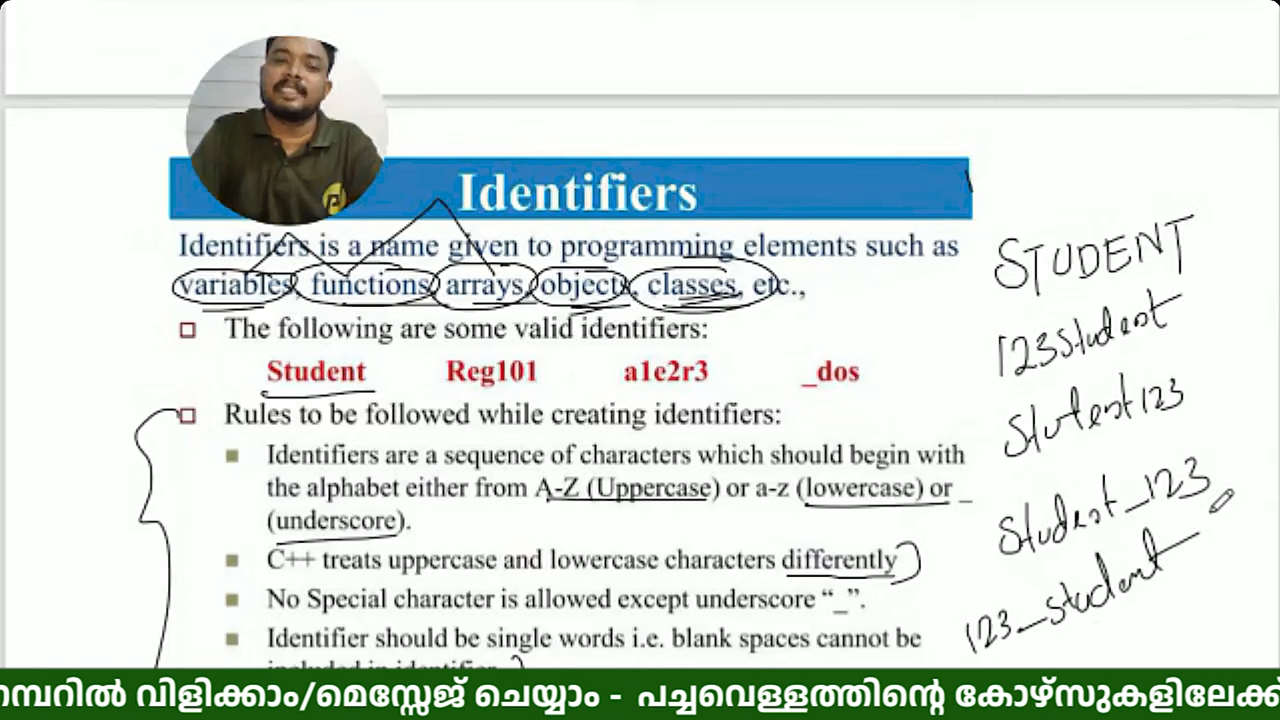 Identifiers
Identifiers is a name given to programming elements such as
variables, functions, arrays, objects, classes, etc.,
The following are some valid identifiers:
Student Reg101 a1e2r3 _dos
Rules to be followed while creating identifiers:
Identifiers are a sequence of characters which should begin with
the alphabet either from A-Z (Uppercase) or a-z (lowercase) or _
(underscore).
C++ treats uppercase and lowercase characters differently
No Special character is allowed except underscore “_”.
Identifier should be single words i.e. blank spaces cannot be
included in identifier.
STUDENT
123student
Student123
Student_123
123_student
നമ്പറിൽ വിളിക്കാം/മെസ്സേജ് ചെയ്യാം - പച്ചവെള്ളത്തിന്റെ കോഴ്സുകളിലേക്ക്